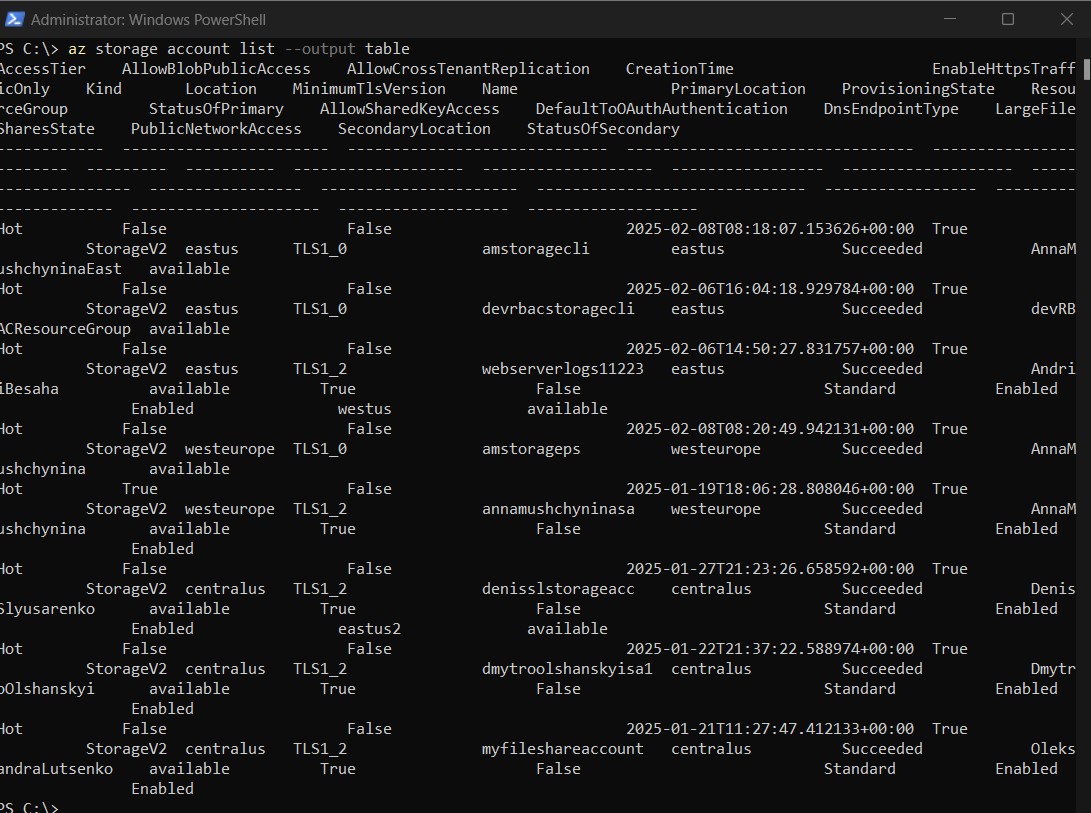 Administrator: Windows PowerShell
PS C:\> az storage account list --output table
AccessTier    AllowBlobPublicAccess    AllowCrossTenantReplication    CreationTime                      EnableHttpsTraff
icOnly    Kind       Location    MinimumTlsVersion    Name                 PrimaryLocation    ProvisioningState    Resou
rceGroup         StatusOfPrimary    AllowSharedKeyAccess    DefaultToOAuthAuthentication    DnsEndpointType    LargeFile
SharesState    PublicNetworkAccess    SecondaryLocation    StatusOfSecondary
------------  -----------------------  -----------------------------  --------------------------------  ----------------
--------  ---------  ----------  -------------------  -------------------  -----------------  -------------------  -----
---------------  -----------------  ----------------------  ------------------------------  -----------------  ---------
-------------  ---------------------  -------------------  -------------------
Hot           False                    False                          2025-02-08T08:18:07.153626+00:00  True
          StorageV2  eastus      TLS1_0               amstoragecli         eastus             Succeeded            AnnaM
ushchyninaEast   available
Hot           False                    False                          2025-02-06T16:04:18.929784+00:00  True
          StorageV2  eastus      TLS1_0               devrbacstoragecli    eastus             Succeeded            devRB
ACResourceGroup  available
Hot           False                    False                          2025-02-06T14:50:27.831757+00:00  True
          StorageV2  eastus      TLS1_2               webserverlogs11223   eastus             Succeeded            Andri
iBesaha          available          True                    False                           Standard           Enabled
               Enabled                westus               available
Hot           False                    False                          2025-02-08T08:20:49.942131+00:00  True
          StorageV2  westeurope  TLS1_0               amstorageps          westeurope         Succeeded            AnnaM
ushchynina       available
Hot           True                     False                          2025-01-19T18:06:28.808046+00:00  True
          StorageV2  westeurope  TLS1_2               annamushchyninasa    westeurope         Succeeded            AnnaM
ushchynina       available          True                    False                           Standard           Enabled
               Enabled
Hot           False                    False                          2025-01-27T21:23:26.658592+00:00  True
          StorageV2  centralus   TLS1_2               denisslstorageacc    centralus          Succeeded            Denis
Slyusarenko      available          True                    False                           Standard           Enabled
               Enabled                eastus2              available
Hot           False                    False                          2025-01-22T21:37:22.588974+00:00  True
          StorageV2  centralus   TLS1_2               dmytroolshanskyisa1  centralus          Succeeded            Dmytr
oOlshanskyi      available          True                    False                           Standard           Enabled
               Enabled
Hot           False                    False                          2025-01-21T11:27:47.412133+00:00  True
          StorageV2  centralus   TLS1_2               myfileshareaccount   centralus          Succeeded            Oleks
andraLutsenko    available          True                    False                           Standard           Enabled
               Enabled
PS C:\>